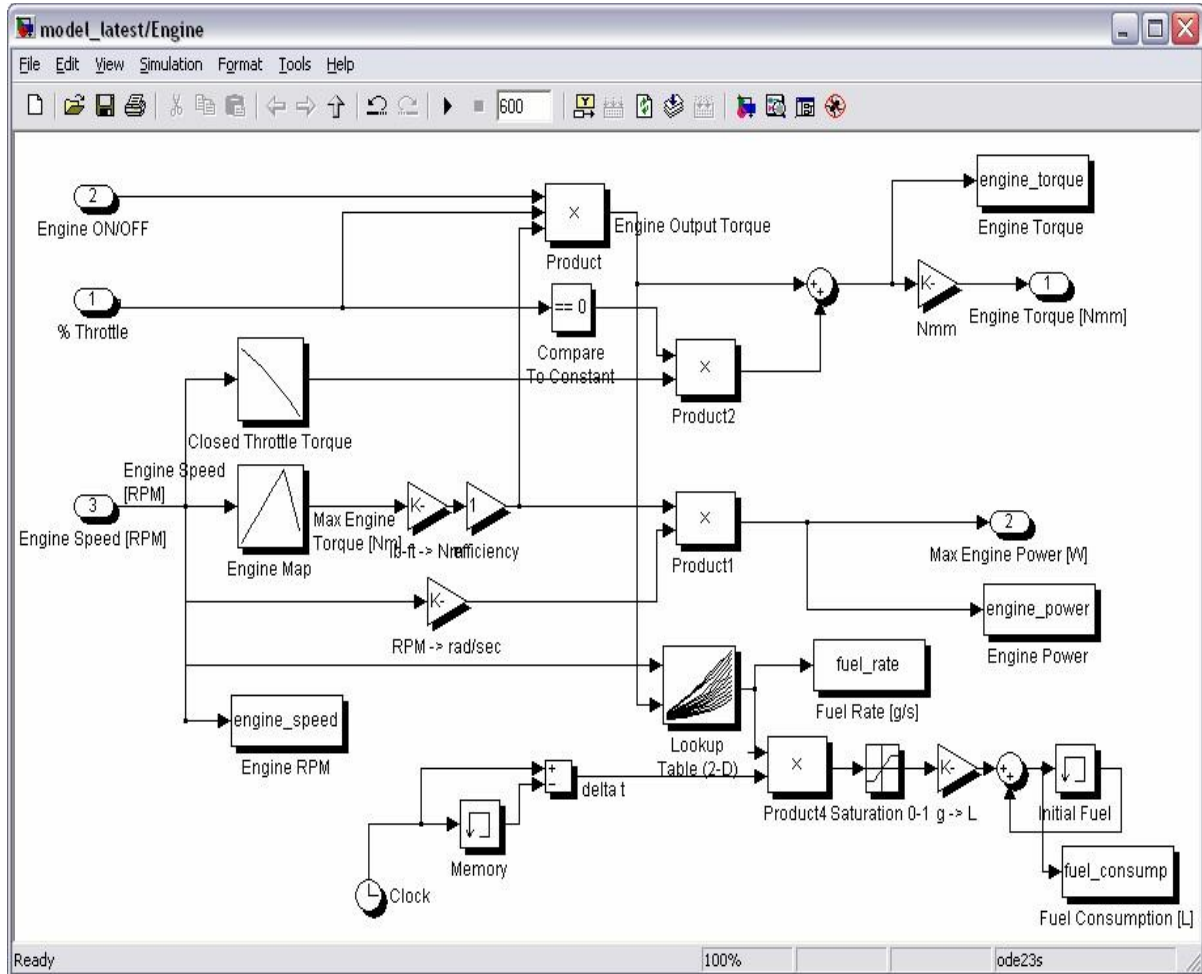 model_latest/Engine
File Edit View Simulation Format Tools Help
600
2
Engine ON/OFF
×
Product
Engine Output Torque
engine_torque
Engine Torque
1
% Throttle
== 0
Compare
To Constant
+
+
K-
Nmm
1
Engine Torque [Nmm]
×
Product2
Closed Throttle Torque
Engine Speed
[RPM]
3
Engine Speed [RPM]
Engine Map
Max Engine
Torque [Nm]
K-
lb-ft -> Nm
1
efficiency
×
Product1
2
Max Engine Power [W]
K-
RPM -> rad/sec
engine_power
Engine Power
engine_speed
Engine RPM
Lookup
Table (2-D)
fuel_rate
Fuel Rate [g/s]
+
−
delta t
×
Product4
Saturation 0-1
K-
g -> L
+
+
Initial Fuel
Memory
Clock
fuel_consump
Fuel Consumption [L]
Ready
100%
ode23s